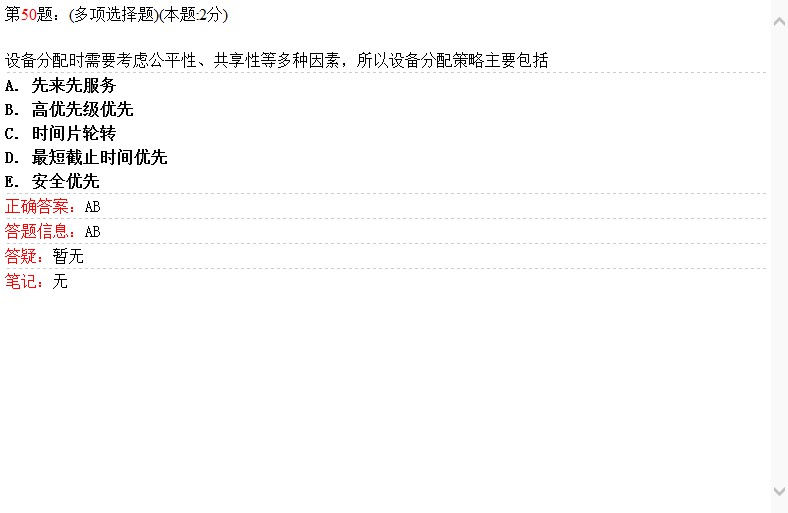 第50题：(多项选择题)(本题:2分)
设备分配时需要考虑公平性、共享性等多种因素，所以设备分配策略主要包括
A. 先来先服务
B. 高优先级优先
C. 时间片轮转
D. 最短截止时间优先
E. 安全优先
正确答案：AB
答题信息：AB
答疑：暂无
笔记：无